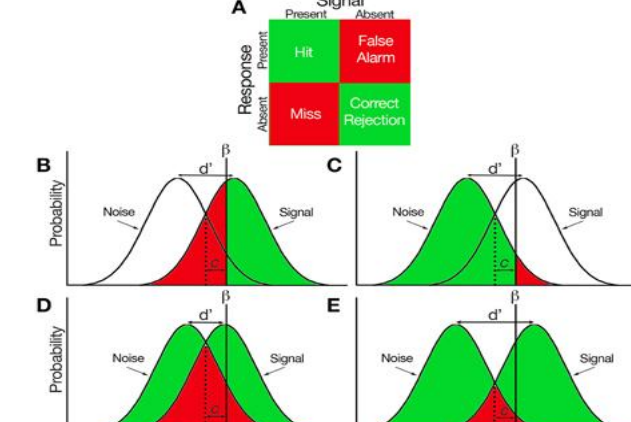 A
Signal
Present Absent
Response
Present
Absent
Hit
False
Alarm
Miss
Correct
Rejection
B
β
d'
Probability
Noise
Signal
c
C
β
d'
Noise
Signal
c
D
β
d'
Probability
Noise
Signal
c
E
β
d'
Noise
Signal
c